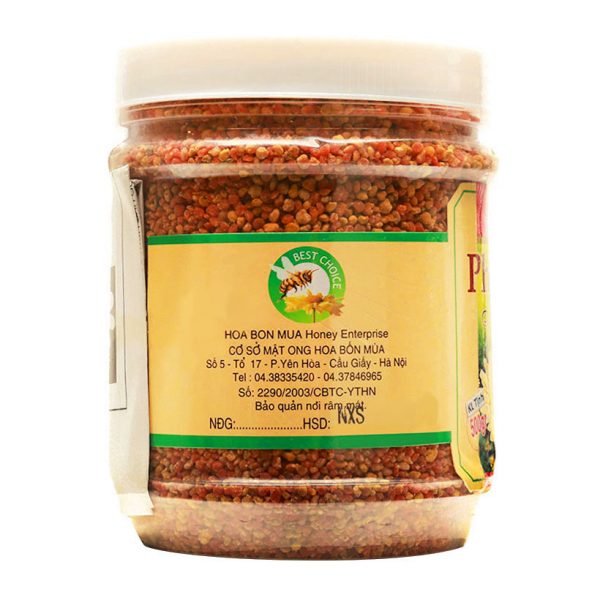 BEST CHOICE
HOA BON MUA Honey Enterprise
CƠ SỞ MẬT ONG HOA BỐN MÙA
Số 5 - Tổ 17 - P.Yên Hòa - Cầu Giấy - Hà Nội
Tel : 04.38335420 - 04.37846965
Số: 2290/2003/CBTC-YTHN
Bảo quản nơi râm mát.
NĐG:.....................HSD: NXS
500g